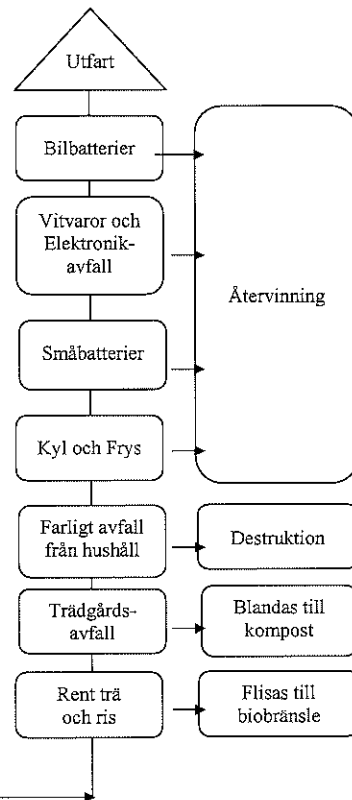 Utfart
Bilbatterier
Vitvaror och
Elektronik-
avfall
Återvinning
Småbatterier
Kyl och Frys
Farligt avfall
från hushåll
Destruktion
Trädgårds-
avfall
Blandas till
kompost
Rent trä
och ris
Flisas till
biobränsle